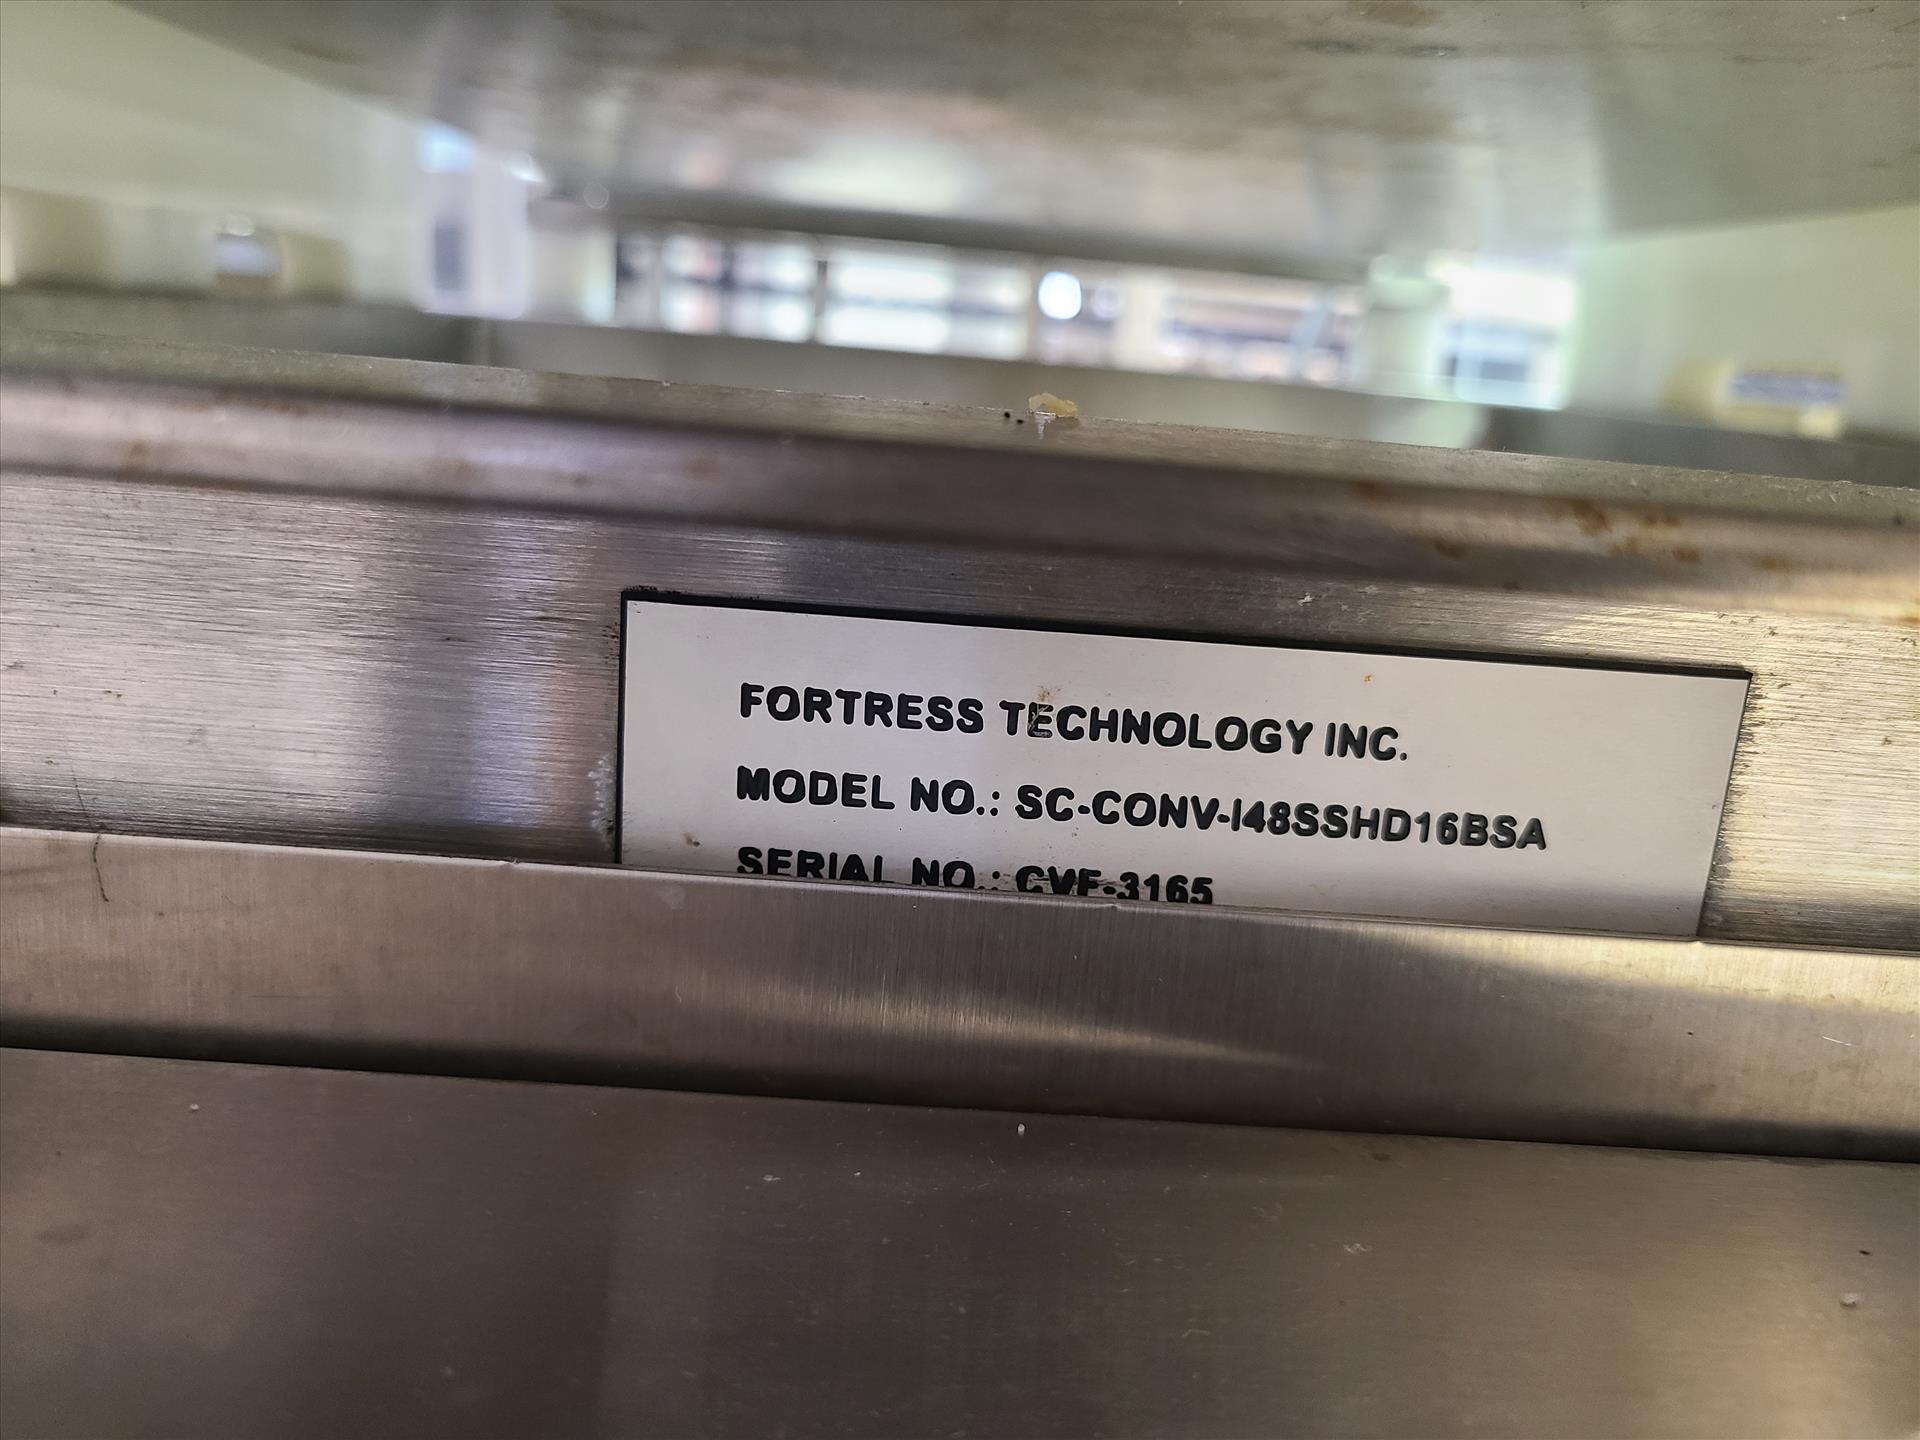 FORTRESS TECHNOLOGY INC.
MODEL NO.: SC-CONV-I48SSHD16BSA
SERIAL NO.: CVF-3165